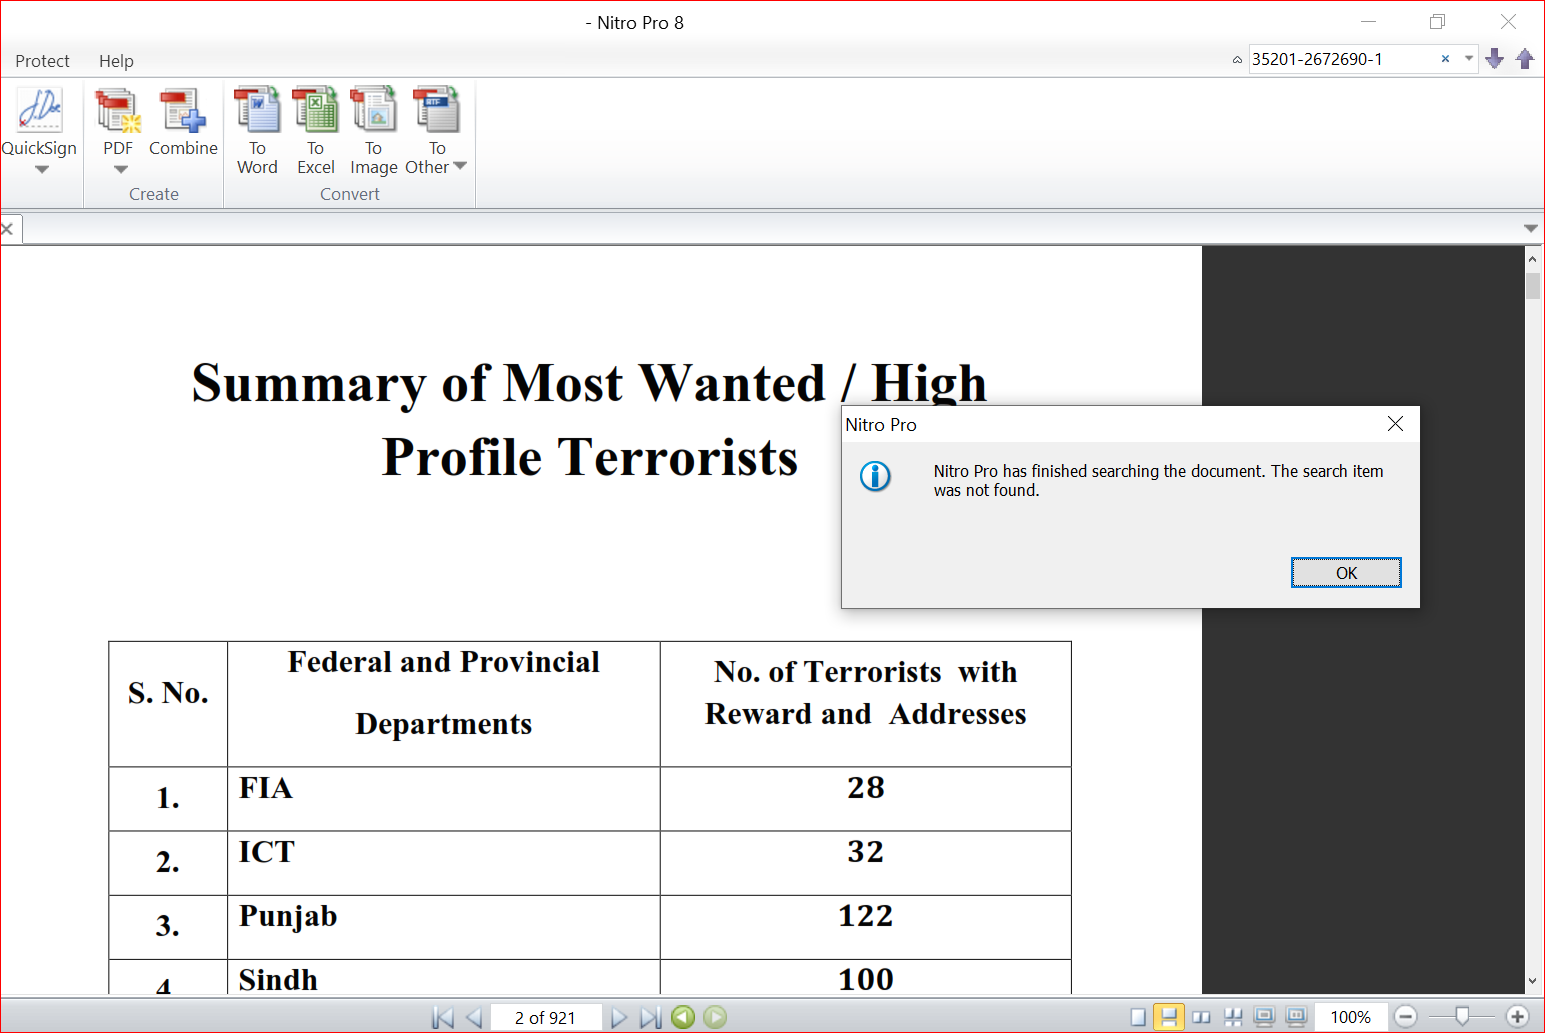 - Nitro Pro 8
Protect Help
35201-2672690-1
QuickSign
PDF
Combine
To Word
To Excel
To Image
To Other
Create
Convert
Summary of Most Wanted / High
Profile Terrorists
Nitro Pro
Nitro Pro has finished searching the document. The search item
was not found.
OK
S. No.
Federal and Provincial
Departments
No. of Terrorists with
Reward and Addresses
1. FIA 28
2. ICT 32
3. Punjab 122
4 Sindh 100
2 of 921
100%